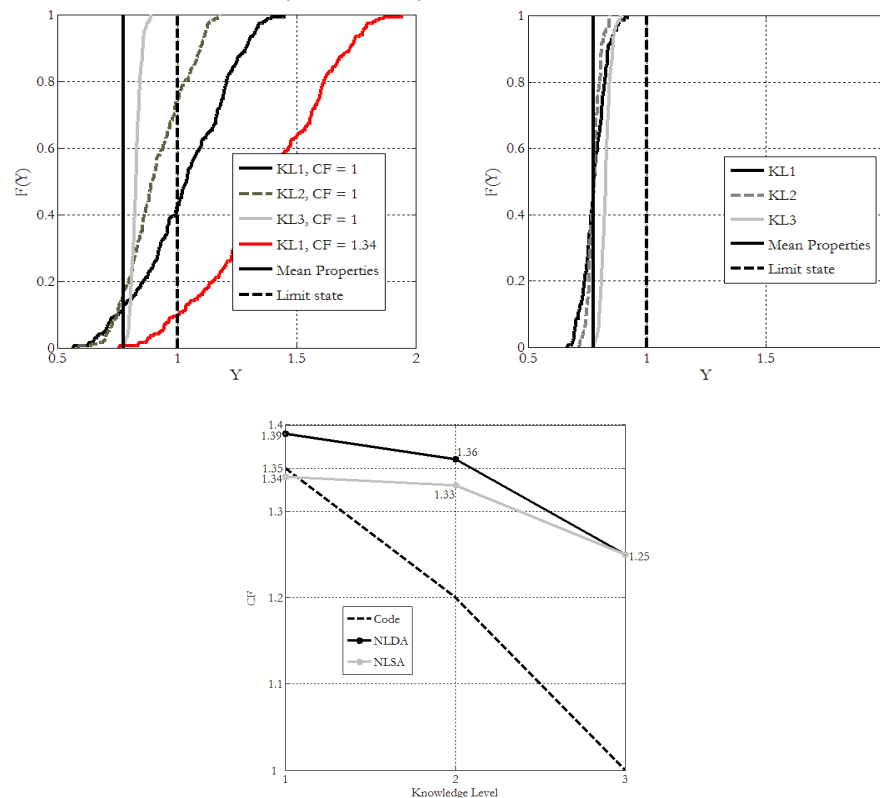 1
0.8
0.6
0.4
0.2
0
F(Y)
0.5
1
1.5
2
Y
KL1, CF = 1
KL2, CF = 1
KL3, CF = 1
KL1, CF = 1.34
Mean Properties
Limit state
1
0.8
0.6
0.4
0.2
0
F(Y)
0.5
1
1.5
2
Y
KL1
KL2
KL3
Mean Properties
Limit state
1.4
1.39
1.36
1.35
1.34
1.33
1.3
1.25
1.2
1.1
1
CF
Code
NLDA
NLSA
1
2
3
Knowledge Level